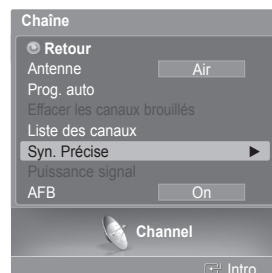 Chaîne
Retour
Antenne Air
Prog. auto
Effacer les canaux brouillés
Liste des canaux
Syn. Précise
Puissance signal
AFB On
Channel
Intro